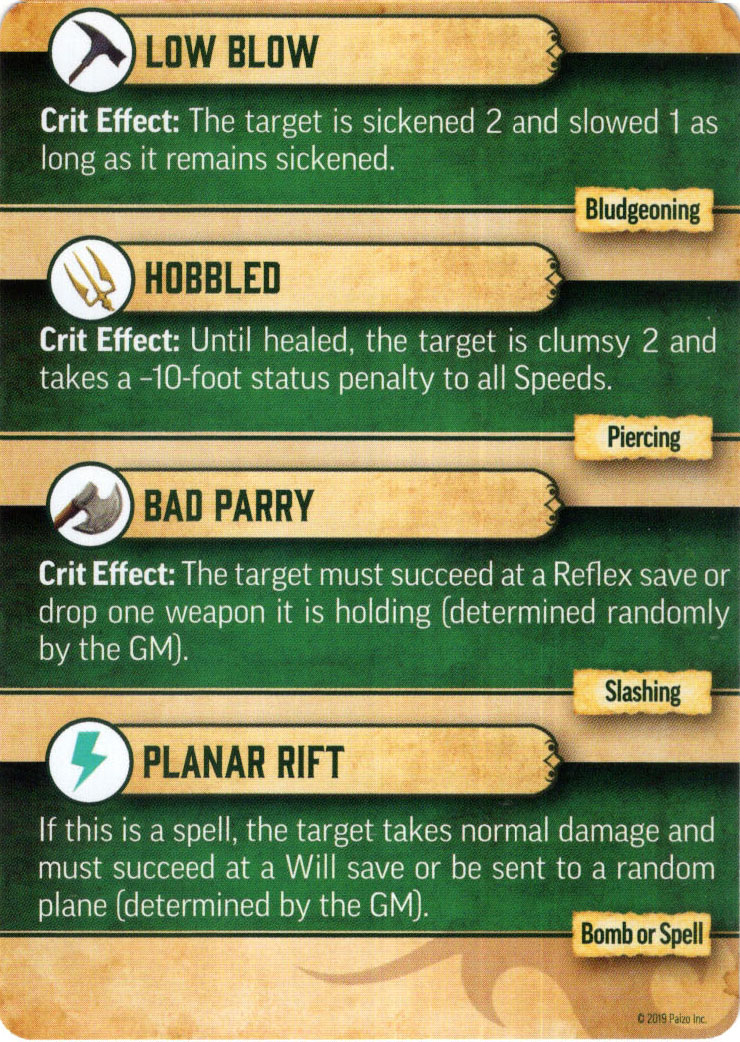 LOW BLOW
Crit Effect: The target is sickened 2 and slowed 1 as
long as it remains sickened.
Bludgeoning
HOBBLED
Crit Effect: Until healed, the target is clumsy 2 and
takes a –10-foot status penalty to all Speeds.
Piercing
BAD PARRY
Crit Effect: The target must succeed at a Reflex save or
drop one weapon it is holding (determined randomly
by the GM).
Slashing
PLANAR RIFT
If this is a spell, the target takes normal damage and
must succeed at a Will save or be sent to a random
plane (determined by the GM).
Bomb or Spell
© 2019 Paizo Inc.